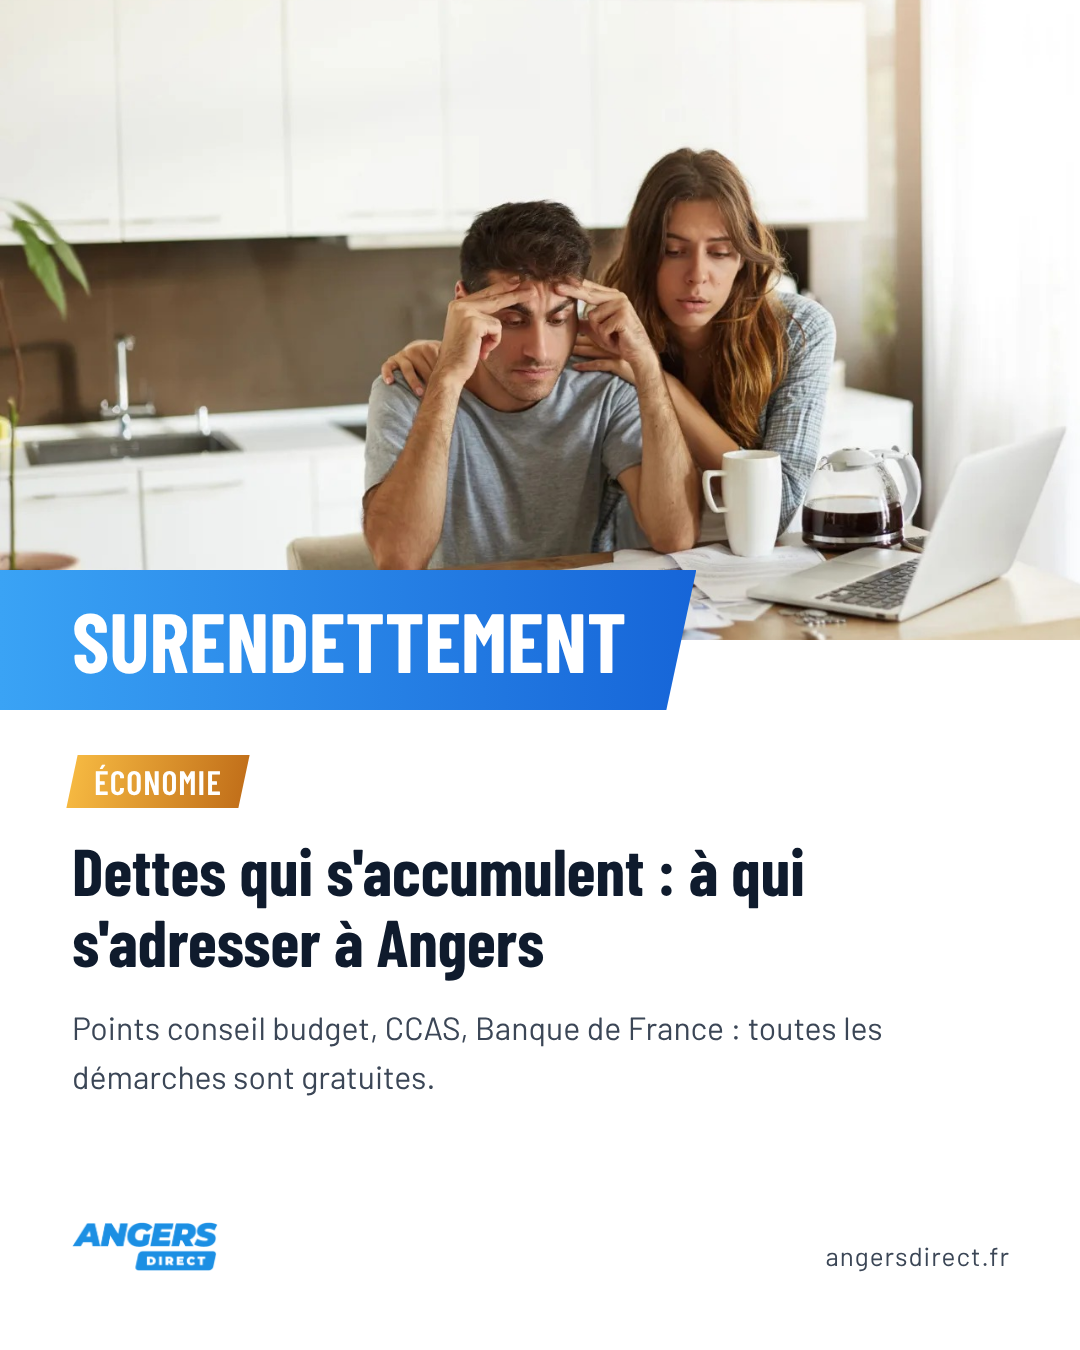 SURENDETTEMENT
ÉCONOMIE
Dettes qui s'accumulent : à qui
s'adresser à Angers
Points conseil budget, CCAS, Banque de France : toutes les
démarches sont gratuites.
ANGERS
DIRECT
angersdirect.fr